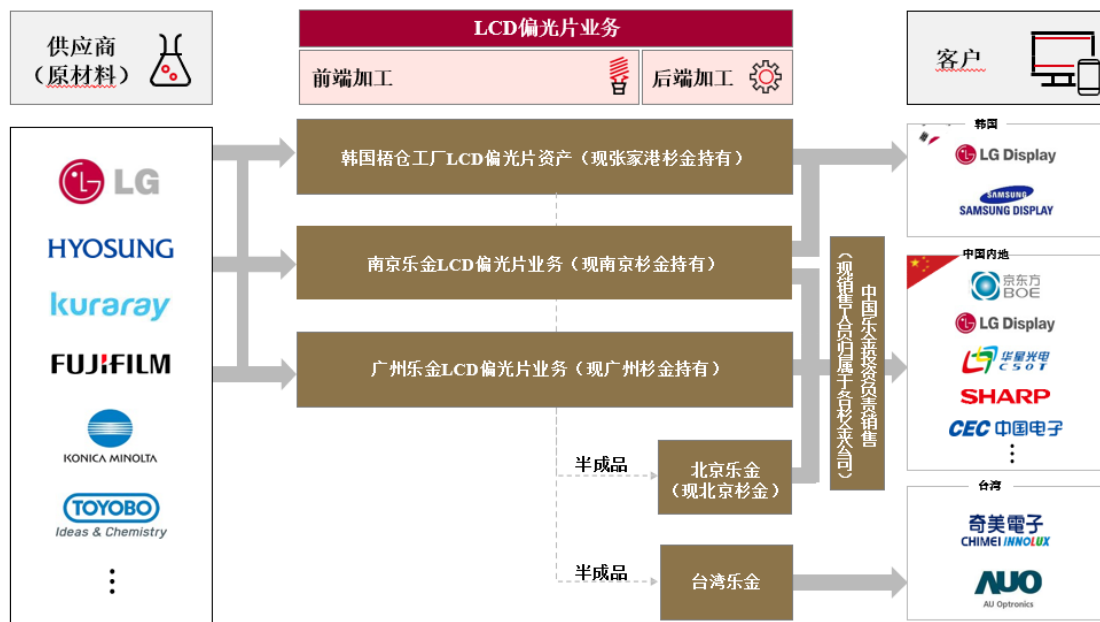 供应商
（原材料）
LCD偏光片业务
前端加工
后端加工
客户
LG
HYOSUNG
kuraray
FUJIFILM
KONICA MINOLTA
TOYOBO
Ideas & Chemistry
韩国梧仓工厂LCD偏光片资产（现张家港杉金持有）
南京乐金LCD偏光片业务（现南京杉金持有）
广州乐金LCD偏光片业务（现广州杉金持有）
半成品
北京乐金
（现北京杉金）
半成品
台湾乐金
中国乐金投资负责销售
（现销售人员归属于各自杉金公司）
韩国
LG Display
SAMSUNG
SAMSUNG DISPLAY
中国内地
京东方
BOE
LG Display
华星光电
CSOT
SHARP
CEC 中国电子
台湾
奇美電子
CHIMEI INNOLUX
AUO
AU Optronics